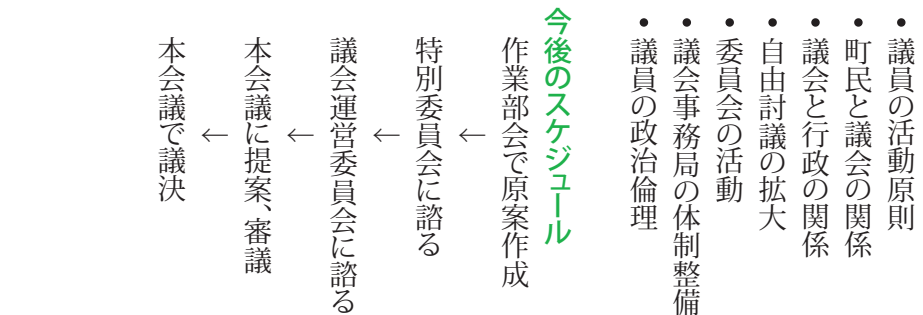 • 議員の活動原則
• 町民と議会の関係
• 議会と行政の関係
• 自由討議の拡大
• 委員会の活動
• 議会事務局の体制整備
• 議員の政治倫理
今後のスケジュール
作業部会で原案作成
←
特別委員会に諮る
←
議会運営委員会に諮る
←
本会議に提案、審議
←
本会議で議決